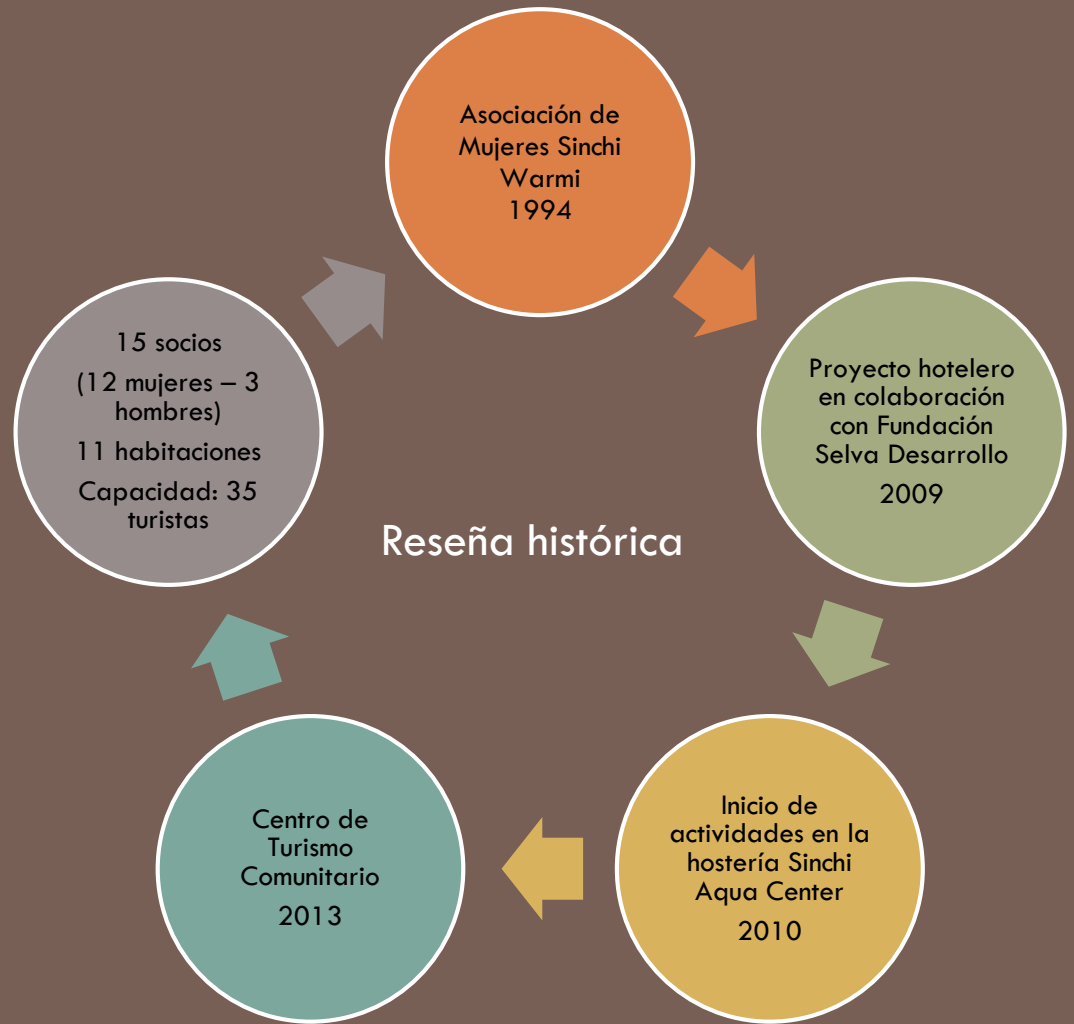 Asociación de
Mujeres Sinchi
Warmi
1994
Proyecto hotelero
en colaboración
con Fundación
Selva Desarrollo
2009
Inicio de
actividades en la
hostería Sinchi
Aqua Center
2010
Centro de
Turismo
Comunitario
2013
15 socios
(12 mujeres – 3
hombres)
11 habitaciones
Capacidad: 35
turistas
Reseña histórica